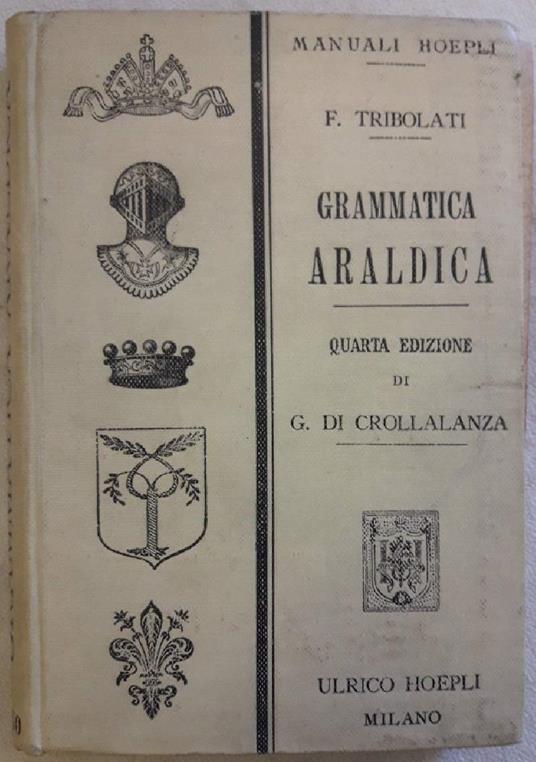 MANUALI HOEPLI
F. TRIBOLATI
GRAMMATICA
ARALDICA
QUARTA EDIZIONE
DI
G. DI CROLLALANZA
ULRICO HOEPLI
MILANO